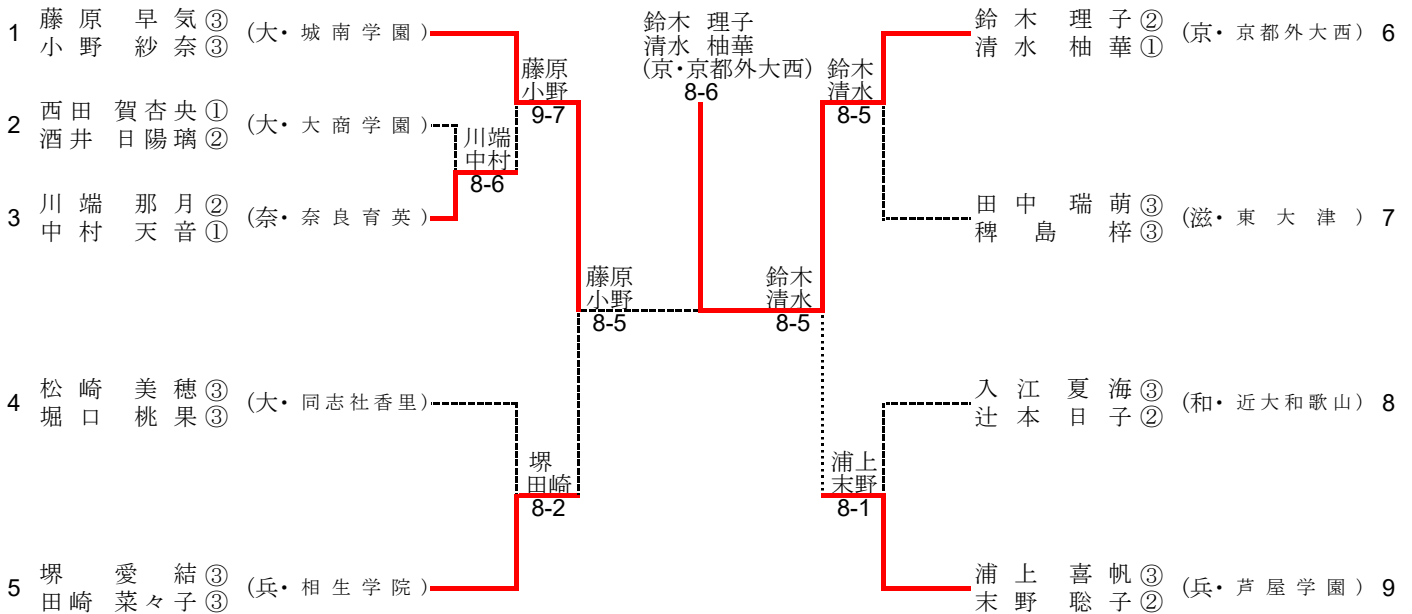 1 藤原 早気③ (大・城南学園)
小野 紗奈③
2 西田 賀杏央① (大・大商学園)
酒井 日陽璃②
3 川端 那月② (奈・奈良育英)
中村 天音①
4 松崎 美穂③ (大・同志社香里)
堀口 桃果③
5 堺 愛結③ (兵・相生学院)
田崎 菜々子③
川端
中村
8-6
藤原
小野
9-7
堺
田崎
8-2
藤原
小野
8-5
鈴木 理子
清水 柚華
(京・京都外大西)
8-6
鈴木
清水
8-5
鈴木
清水
8-5
浦上
末野
8-1
鈴木 理子② (京・京都外大西) 6
清水 柚華①
田中 瑞萌③ (滋・東大津) 7
稗島 梓③
入江 夏海③ (和・近大和歌山) 8
辻本 日子②
浦上 喜帆③ (兵・芦屋学園) 9
末野 聡子②